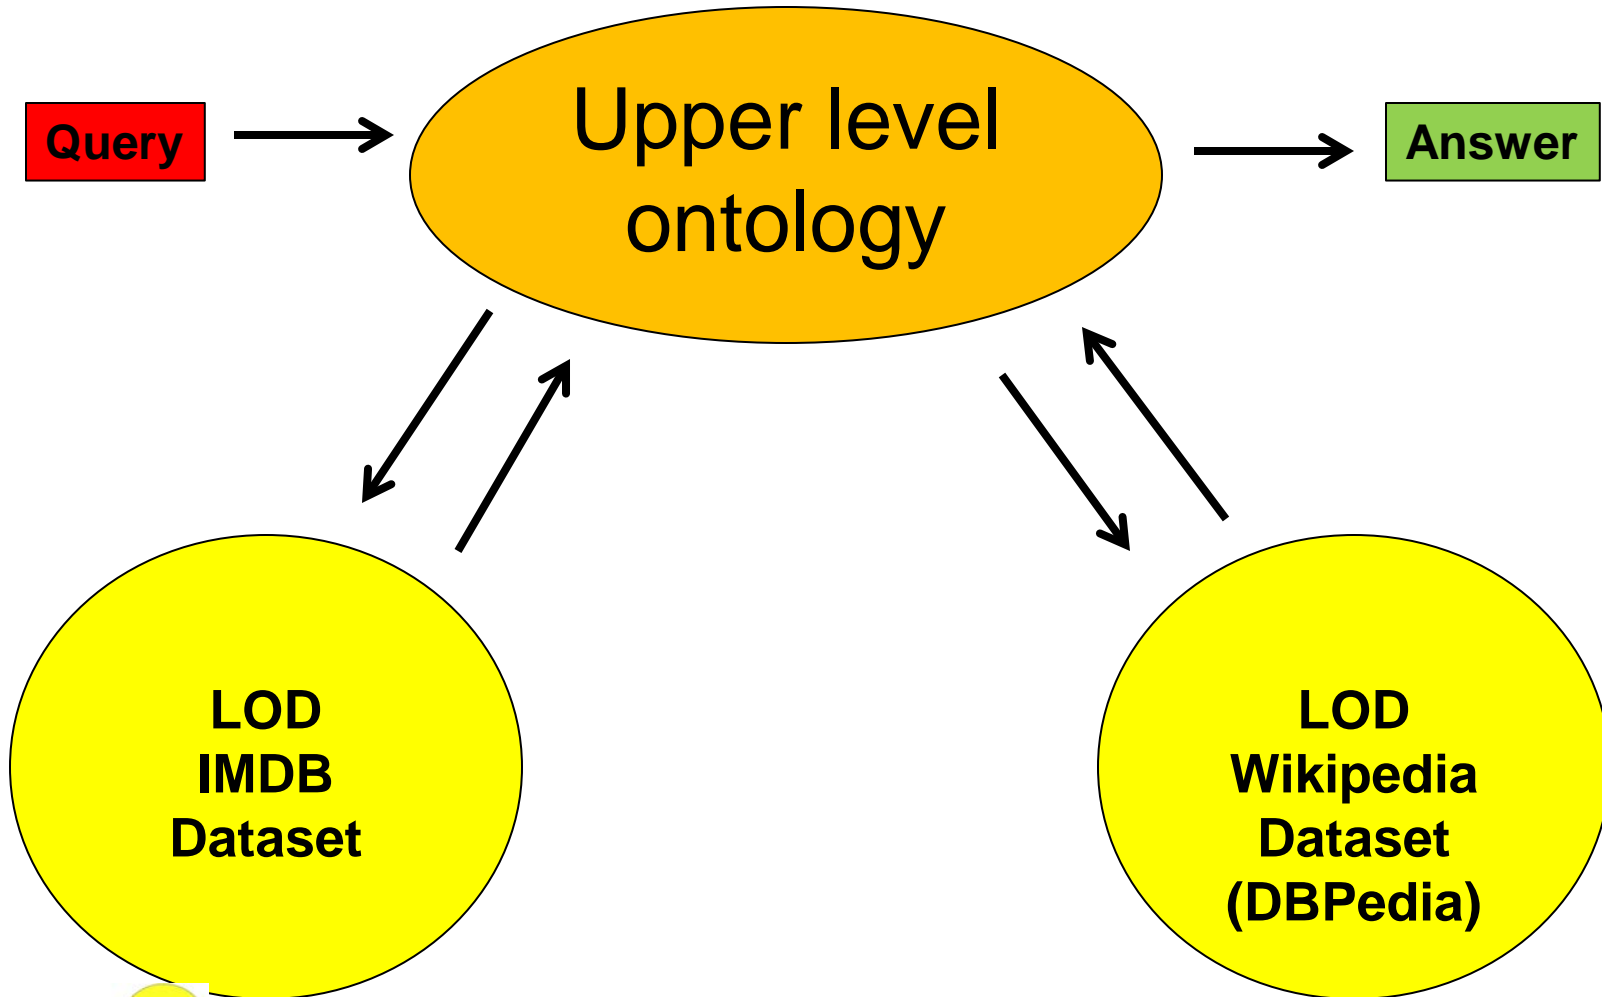 Query
Upper level
ontology
Answer
LOD
IMDB
Dataset
LOD
Wikipedia
Dataset
(DBPedia)